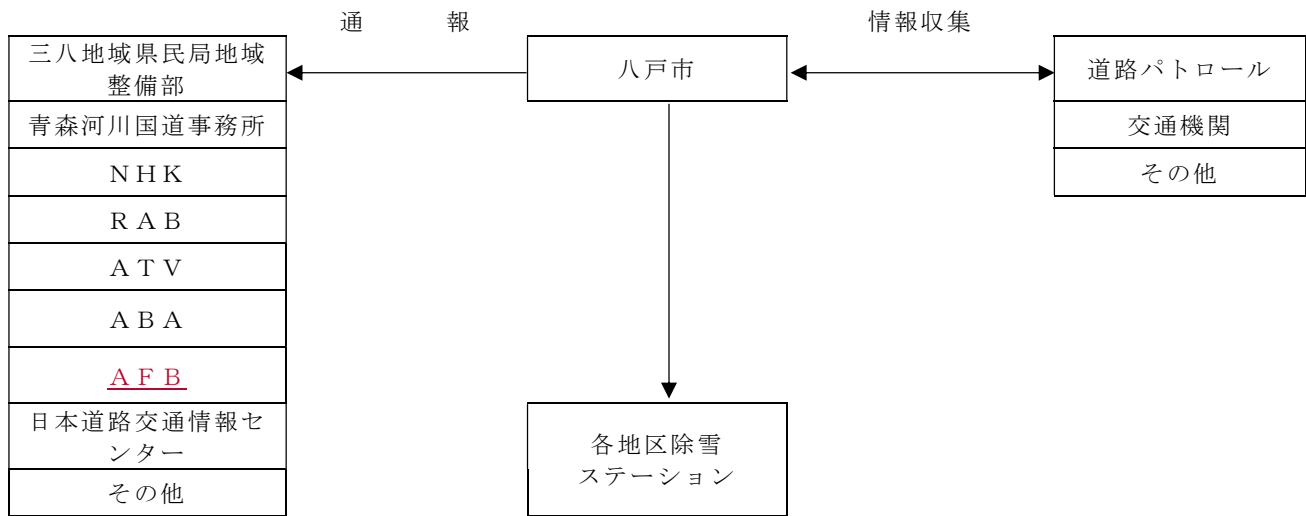 通　　報
情報収集
三八地域県民局地域
整備部
青森河川国道事務所
ＮＨＫ
ＲＡＢ
ＡＴＶ
ＡＢＡ
ＡＦＢ
日本道路交通情報セ
ンター
その他
八戸市
各地区除雪
ステーション
道路パトロール
交通機関
その他